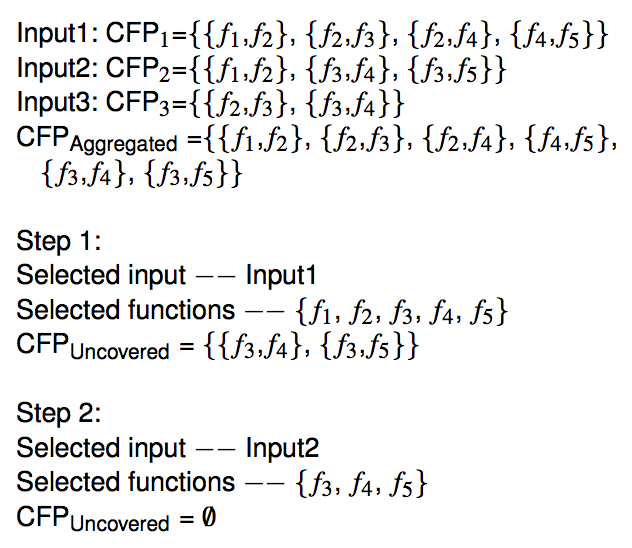 Input1: CFP₁={{f₁,f₂}, {f₂,f₃}, {f₂,f₄}, {f₄,f₅}}
Input2: CFP₂={{f₁,f₂}, {f₃,f₄}, {f₃,f₅}}
Input3: CFP₃={{f₂,f₃}, {f₃,f₄}}
CFP_Aggregated ={{f₁,f₂}, {f₂,f₃}, {f₂,f₄}, {f₄,f₅},
{f₃,f₄}, {f₃,f₅}}
Step 1:
Selected input −− Input1
Selected functions −− {f₁, f₂, f₃, f₄, f₅}
CFP_Uncovered = {{f₃,f₄}, {f₃,f₅}}
Step 2:
Selected input −− Input2
Selected functions −− {f₃, f₄, f₅}
CFP_Uncovered = ∅